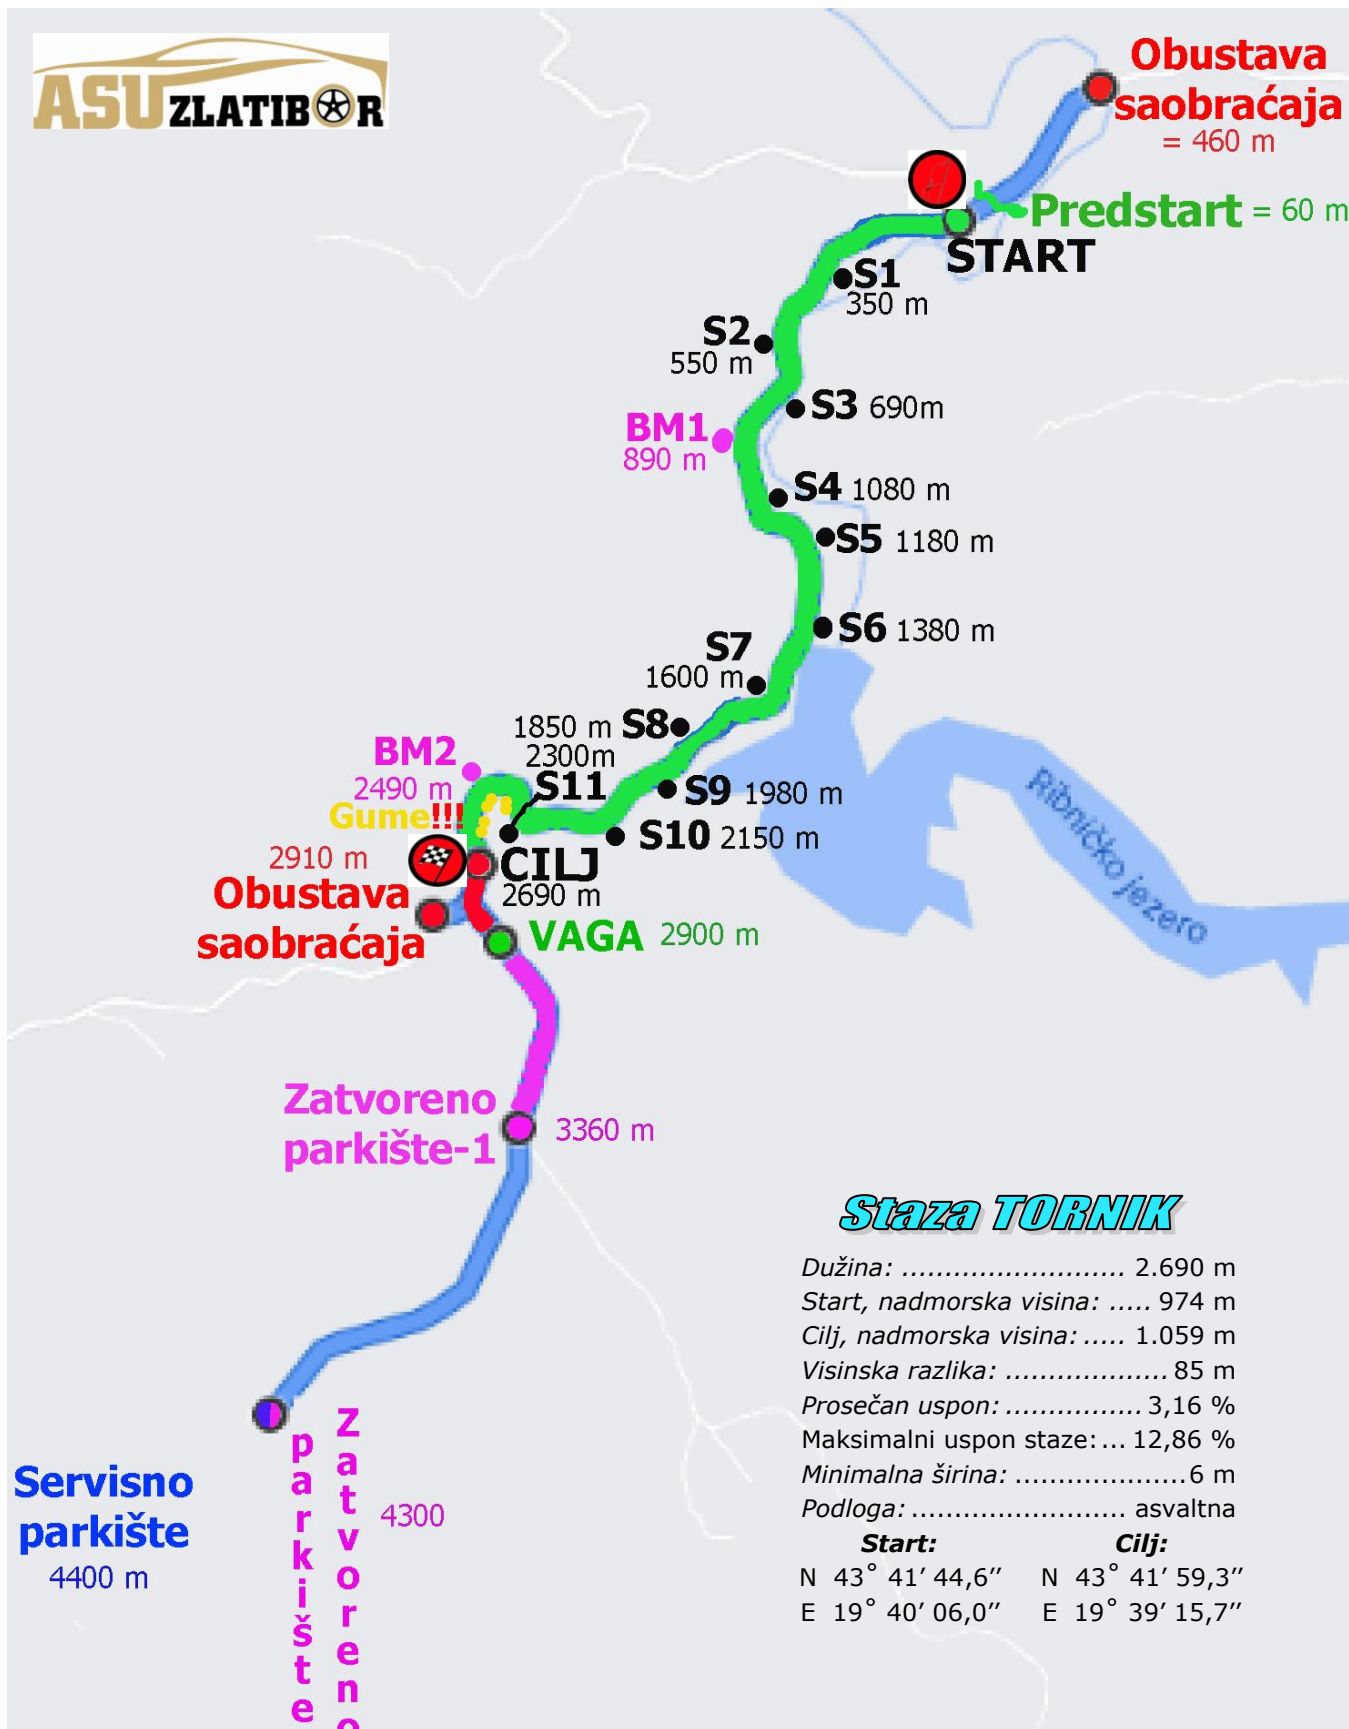 ASU ZLATIBOR
Obustava
saobraćaja
= 460 m
Predstart = 60 m
START
S1
350 m
S2
550 m
S3 690m
BM1
890 m
S4 1080 m
S5 1180 m
S6 1380 m
S7
1600 m
1850 m S8
2300m
BM2
2490 m
S11
S9 1980 m
Gume!!!
S10 2150 m
2910 m
CILJ
2690 m
Obustava
saobraćaja
VAGA 2900 m
Ribničko jezero
Zatvoreno
parkište-1
3360 m
Staza TORNIK
Dužina: ......................... 2.690 m
Start, nadmorska visina: ..... 974 m
Cilj, nadmorska visina: ..... 1.059 m
Visinska razlika: .................. 85 m
Prosečan uspon: ................ 3,16 %
Maksimalni uspon staze: ... 12,86 %
Minimalna širina: ................... 6 m
Podloga: ........................ asvaltna
Start: Cilj:
N 43° 41′ 44,6′′ N 43° 41′ 59,3′′
E 19° 40′ 06,0′′ E 19° 39′ 15,7′′
Servisno
parkište
4400 m
parkište
Zatvoreno
4300